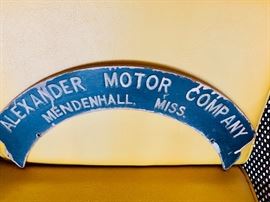 ALEXANDER MOTOR COMPANY
MENDENHALL, MISS.